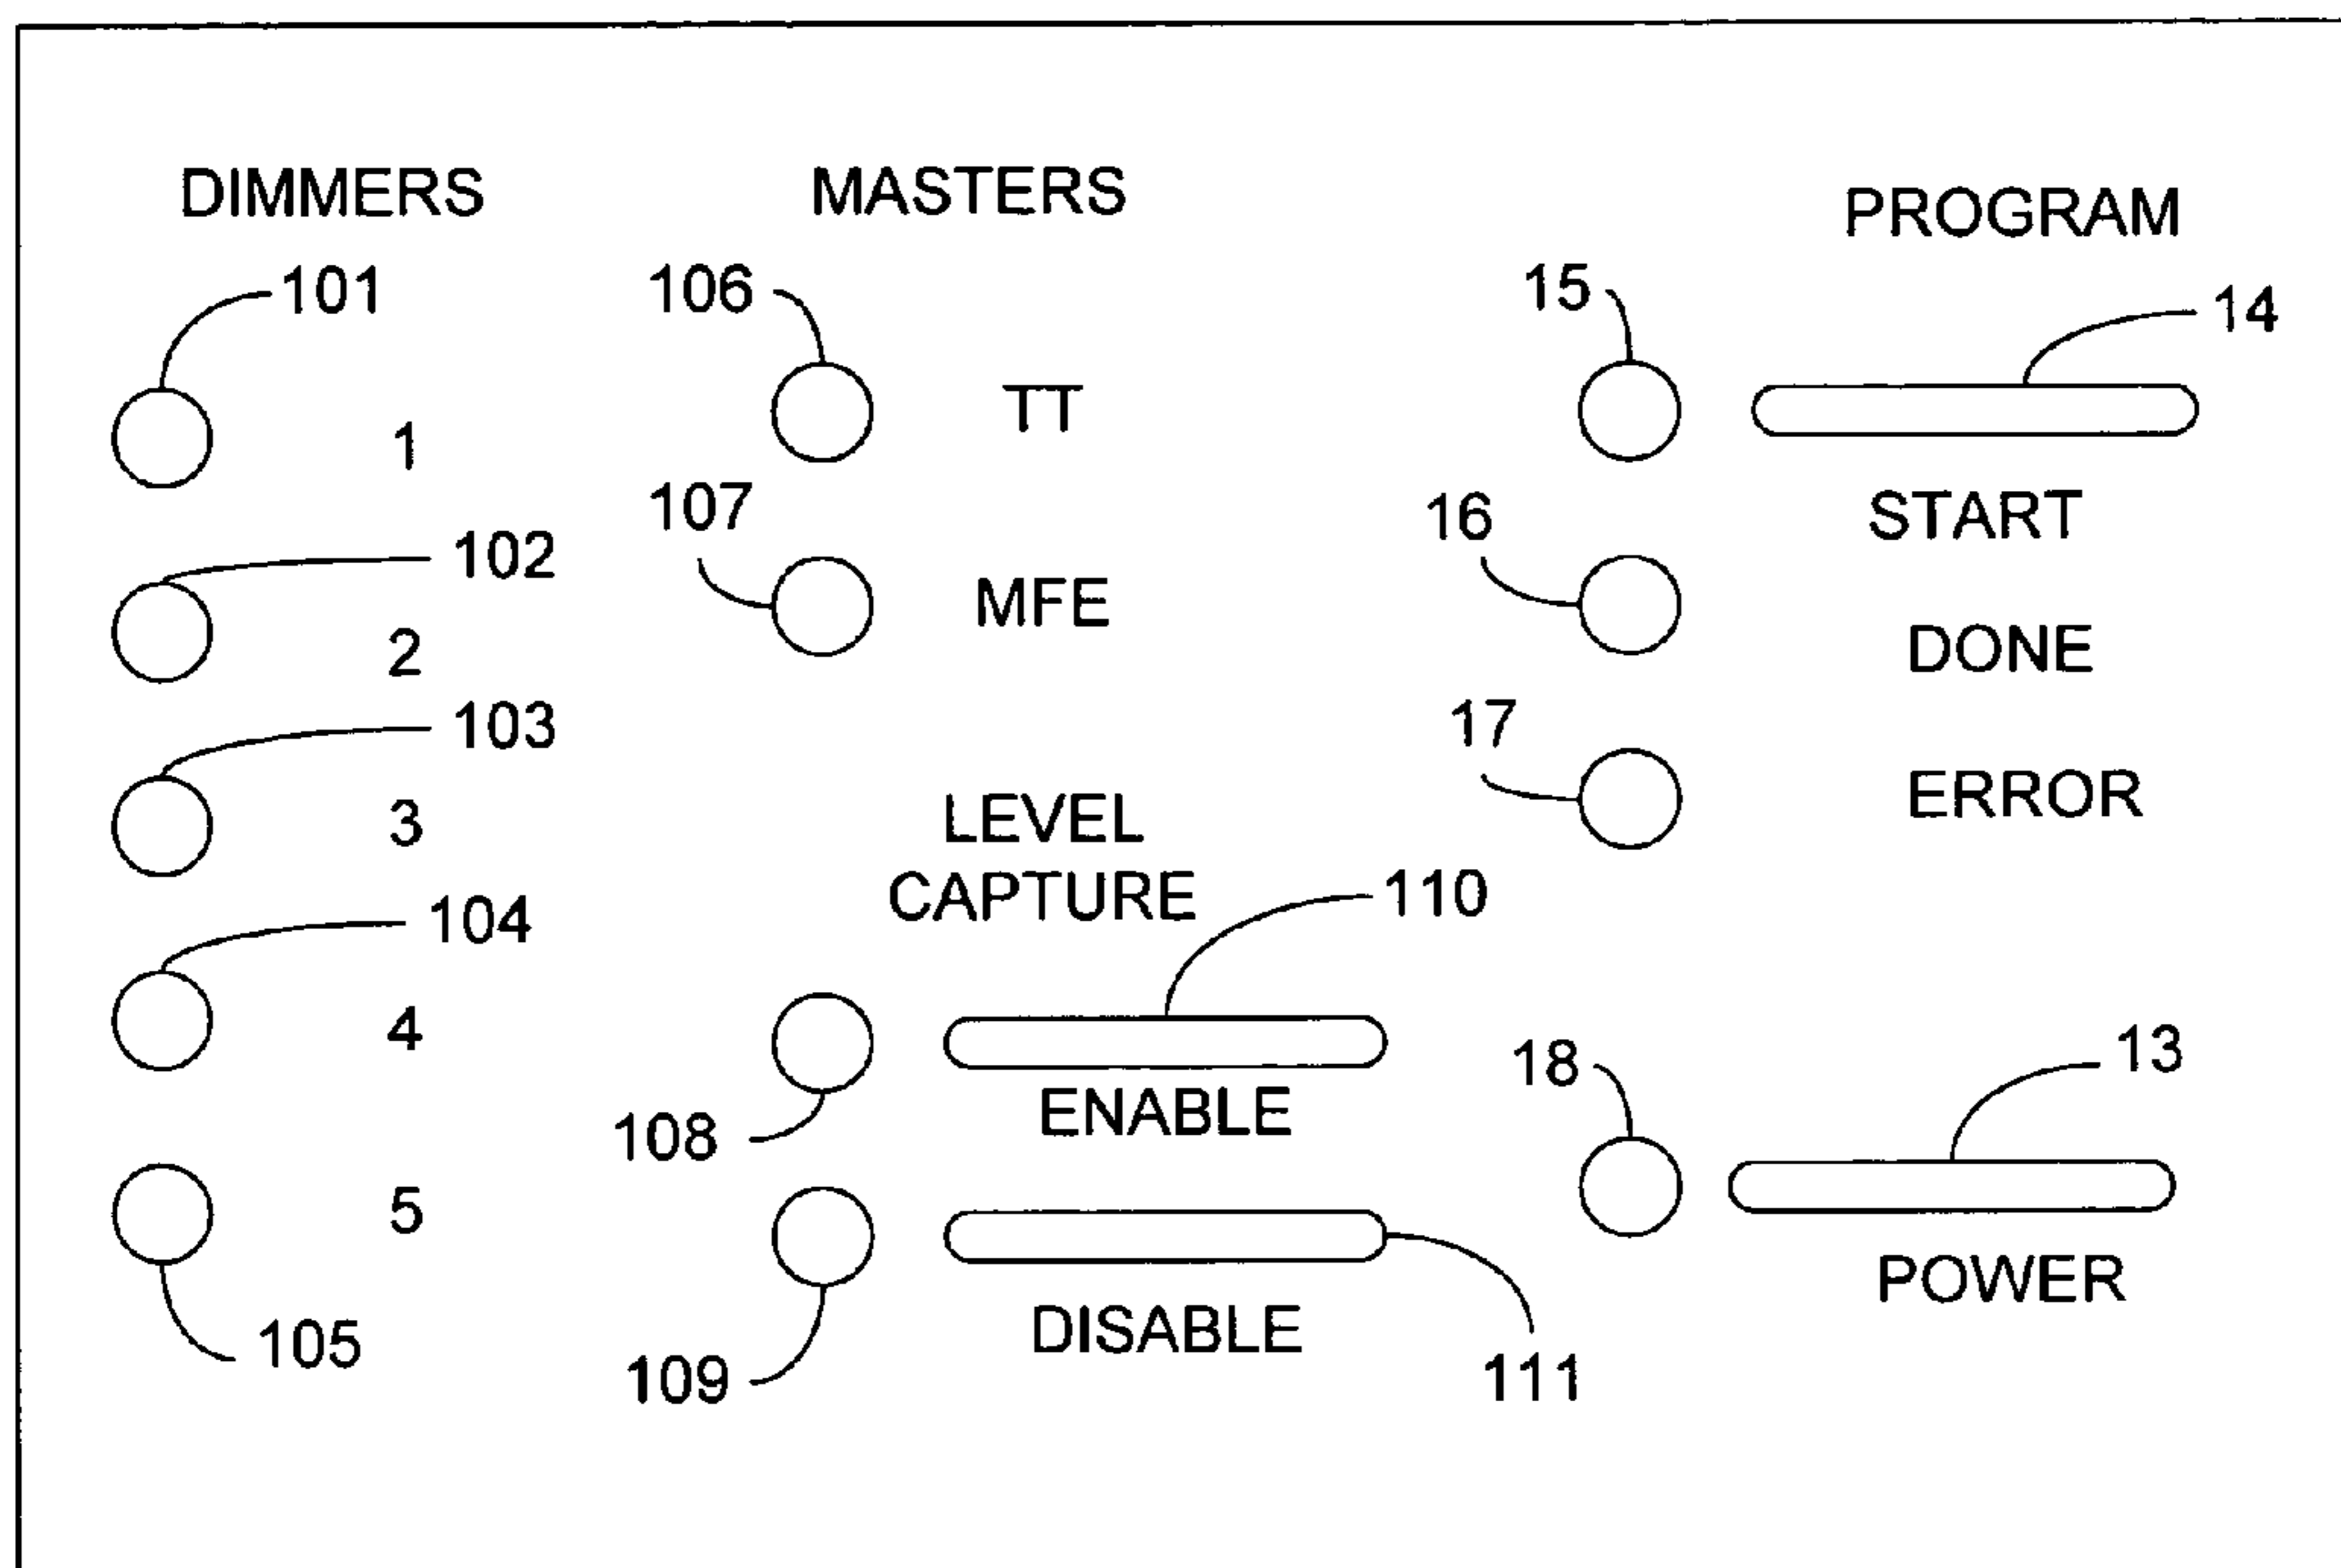 DIMMERS MASTERS PROGRAM
101 106 15 14
1 TT
107 16 START
102 MFE DONE
2
103 17
3 LEVEL ERROR
CAPTURE 110
104
4 18 13
108 ENABLE
5
DISABLE POWER
105 109 111